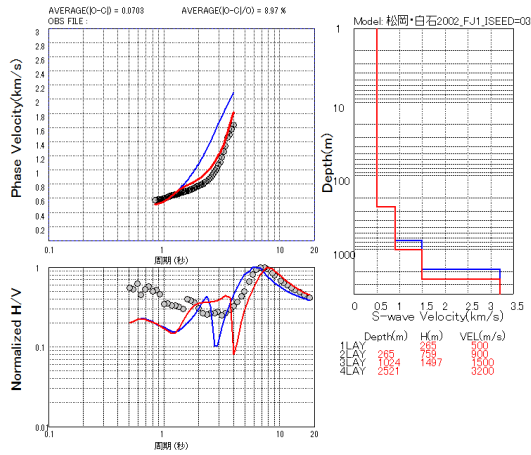 AVERAGE(|O-C|) = 0.0703 AVERAGE(|O-C|/O) = 8.97 %
OBS FILE :
Phase Velocity(km/s)
3
2.8
2.6
2.4
2.2
2
1.8
1.6
1.4
1.2
1
0.8
0.6
0.4
0.2
0.1 1 10 20
周期(秒)
Normalized H/V
1
0.1
0.01
0.1 1 10 20
周期(秒)
Model: 松岡・白石2002_FJ1_ISEED=03
Depth(m)
1
10
100
1000
0 0.5 1 1.5 2 2.5 3 3.5
S-wave Velocity(km/s)
Depth(m) H(m) VEL(m/s)
1LAY 265 500
2LAY 265 759 900
3LAY 1024 1497 1500
4LAY 2521 3200